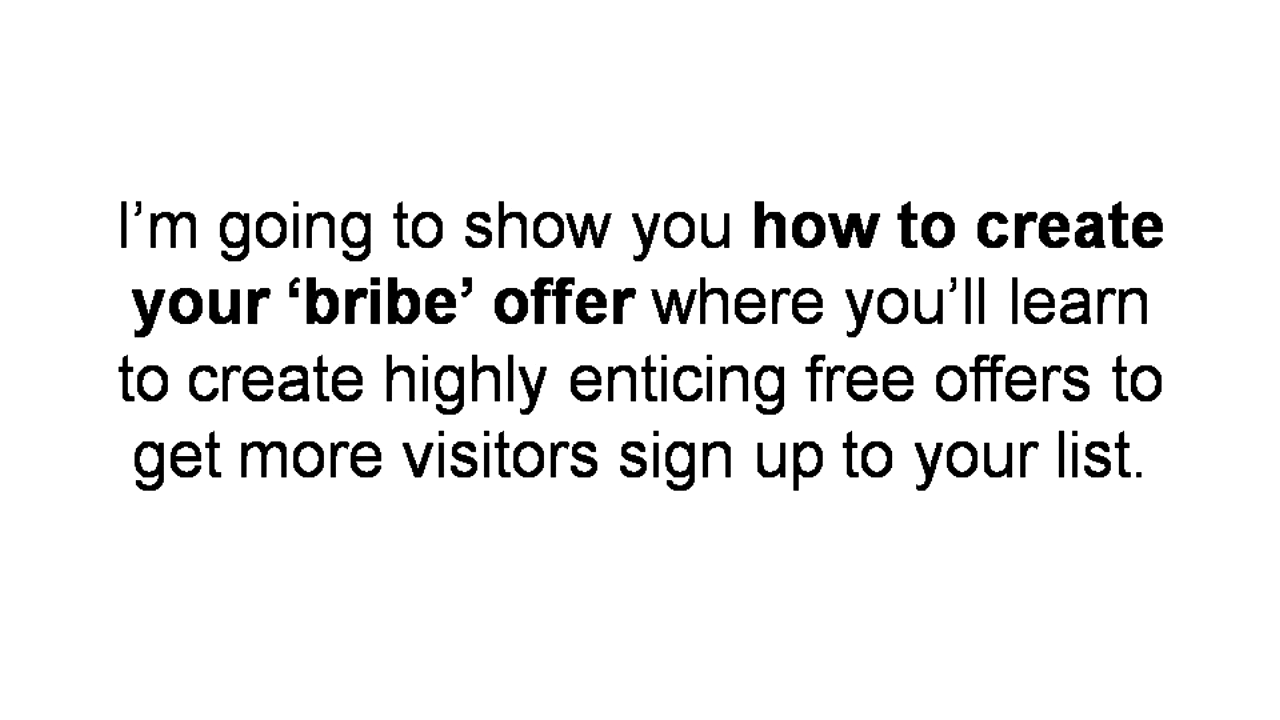 I’m going to show you how to create
your ‘bribe’ offer where you’ll learn
to create highly enticing free offers to
get more visitors sign up to your list.